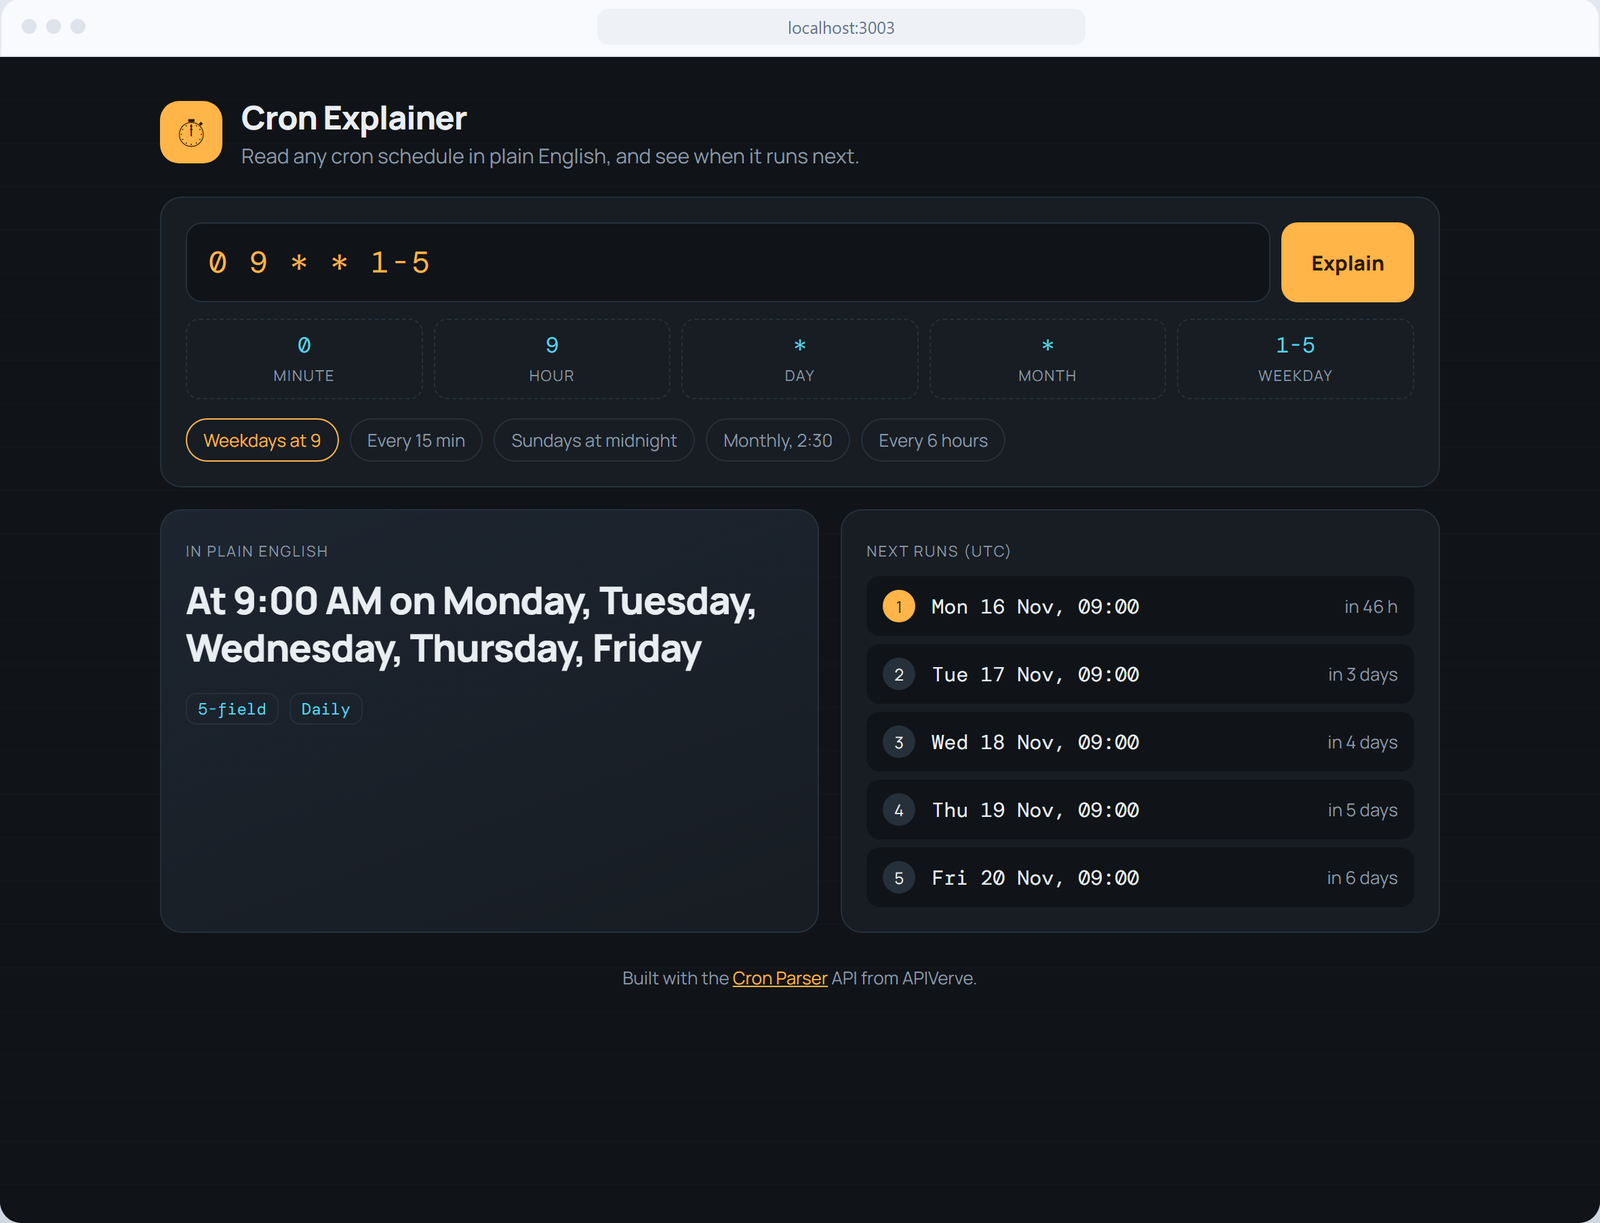 localhost:3003
Cron Explainer
Read any cron schedule in plain English, and see when it runs next.
0 9 * * 1-5
Explain
0
MINUTE
9
HOUR
*
DAY
*
MONTH
1-5
WEEKDAY
Weekdays at 9
Every 15 min
Sundays at midnight
Monthly, 2:30
Every 6 hours
IN PLAIN ENGLISH
At 9:00 AM on Monday, Tuesday,
Wednesday, Thursday, Friday
5-field
Daily
NEXT RUNS (UTC)
1 Mon 16 Nov, 09:00 in 46 h
2 Tue 17 Nov, 09:00 in 3 days
3 Wed 18 Nov, 09:00 in 4 days
4 Thu 19 Nov, 09:00 in 5 days
5 Fri 20 Nov, 09:00 in 6 days
Built with the Cron Parser API from APIVerve.